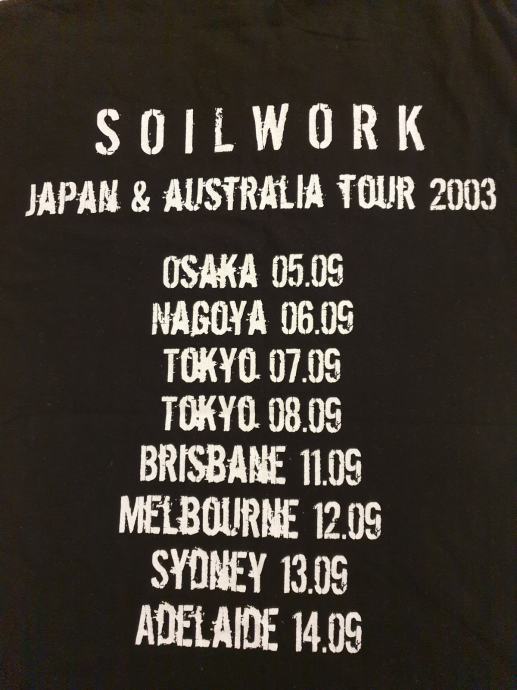 SOILWORK
JAPAN & AUSTRALIA TOUR 2003
OSAKA 05.09
NAGOYA 06.09
TOKYO 07.09
TOKYO 08.09
BRISBANE 11.09
MELBOURNE 12.09
SYDNEY 13.09
ADELAIDE 14.09